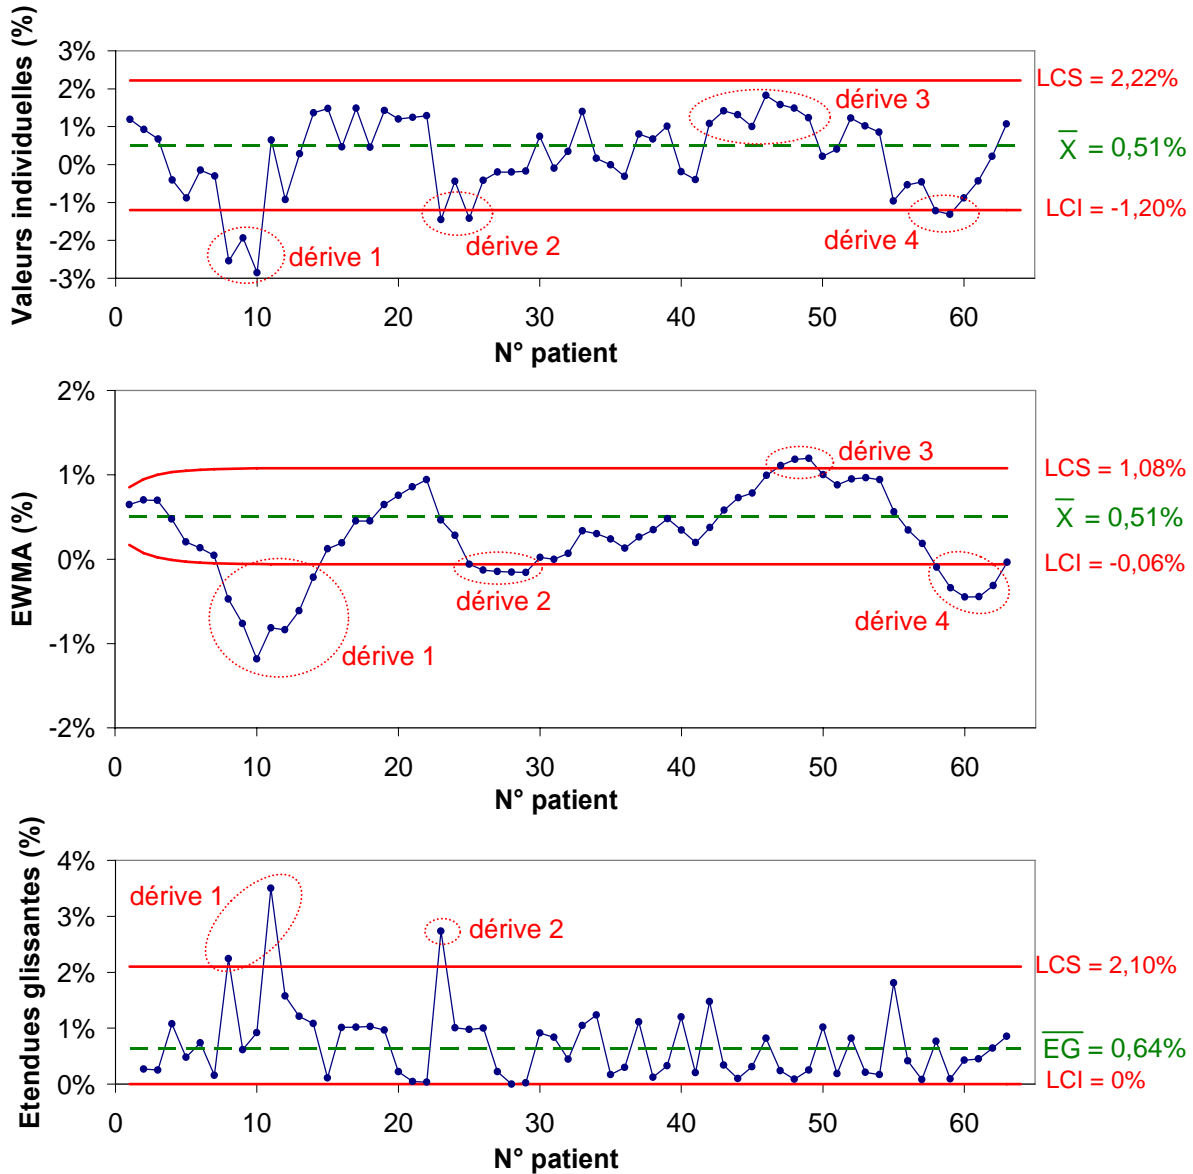 Valeurs individuelles (%)
3%
2%
1%
0%
-1%
-2%
-3%
0 10 20 30 40 50 60
N° patient
dérive 1
dérive 2
dérive 3
dérive 4
LCS = 2,22%
X = 0,51%
LCI = -1,20%
EWMA (%)
2%
1%
0%
-1%
-2%
0 10 20 30 40 50 60
N° patient
dérive 1
dérive 2
dérive 3
dérive 4
LCS = 1,08%
X = 0,51%
LCI = -0,06%
Etendues glissantes (%)
4%
3%
2%
1%
0%
0 10 20 30 40 50 60
N° patient
dérive 1
dérive 2
LCS = 2,10%
EG = 0,64%
LCI = 0%